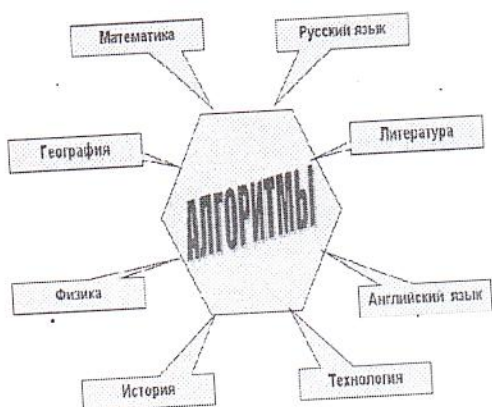 Математика
Русский язык
География
Литература
АЛГОРИТМЫ
Физика
Английский язык
История
Технология